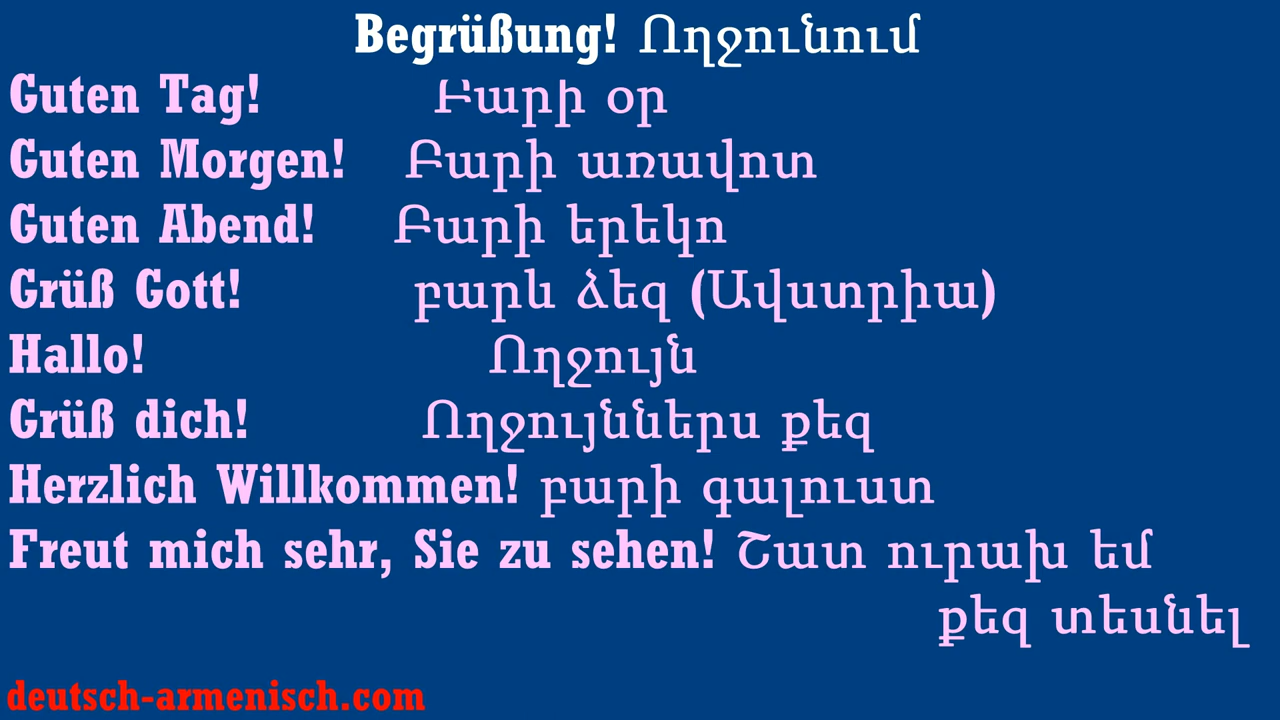 Begrüßung! Ողջունում
Guten Tag! Բարի օր
Guten Morgen! Բարի առավոտ
Guten Abend! Բարի երեկո
Grüß Gott! բարև ձեզ (Ավստրիա)
Hallo! Ողջույն
Grüß dich! Ողջույններս քեզ
Herzlich Willkommen! բարի գալուստ
Freut mich sehr, Sie zu sehen! Շատ ուրախ եմ
քեզ տեսնել
deutsch-armenisch.com